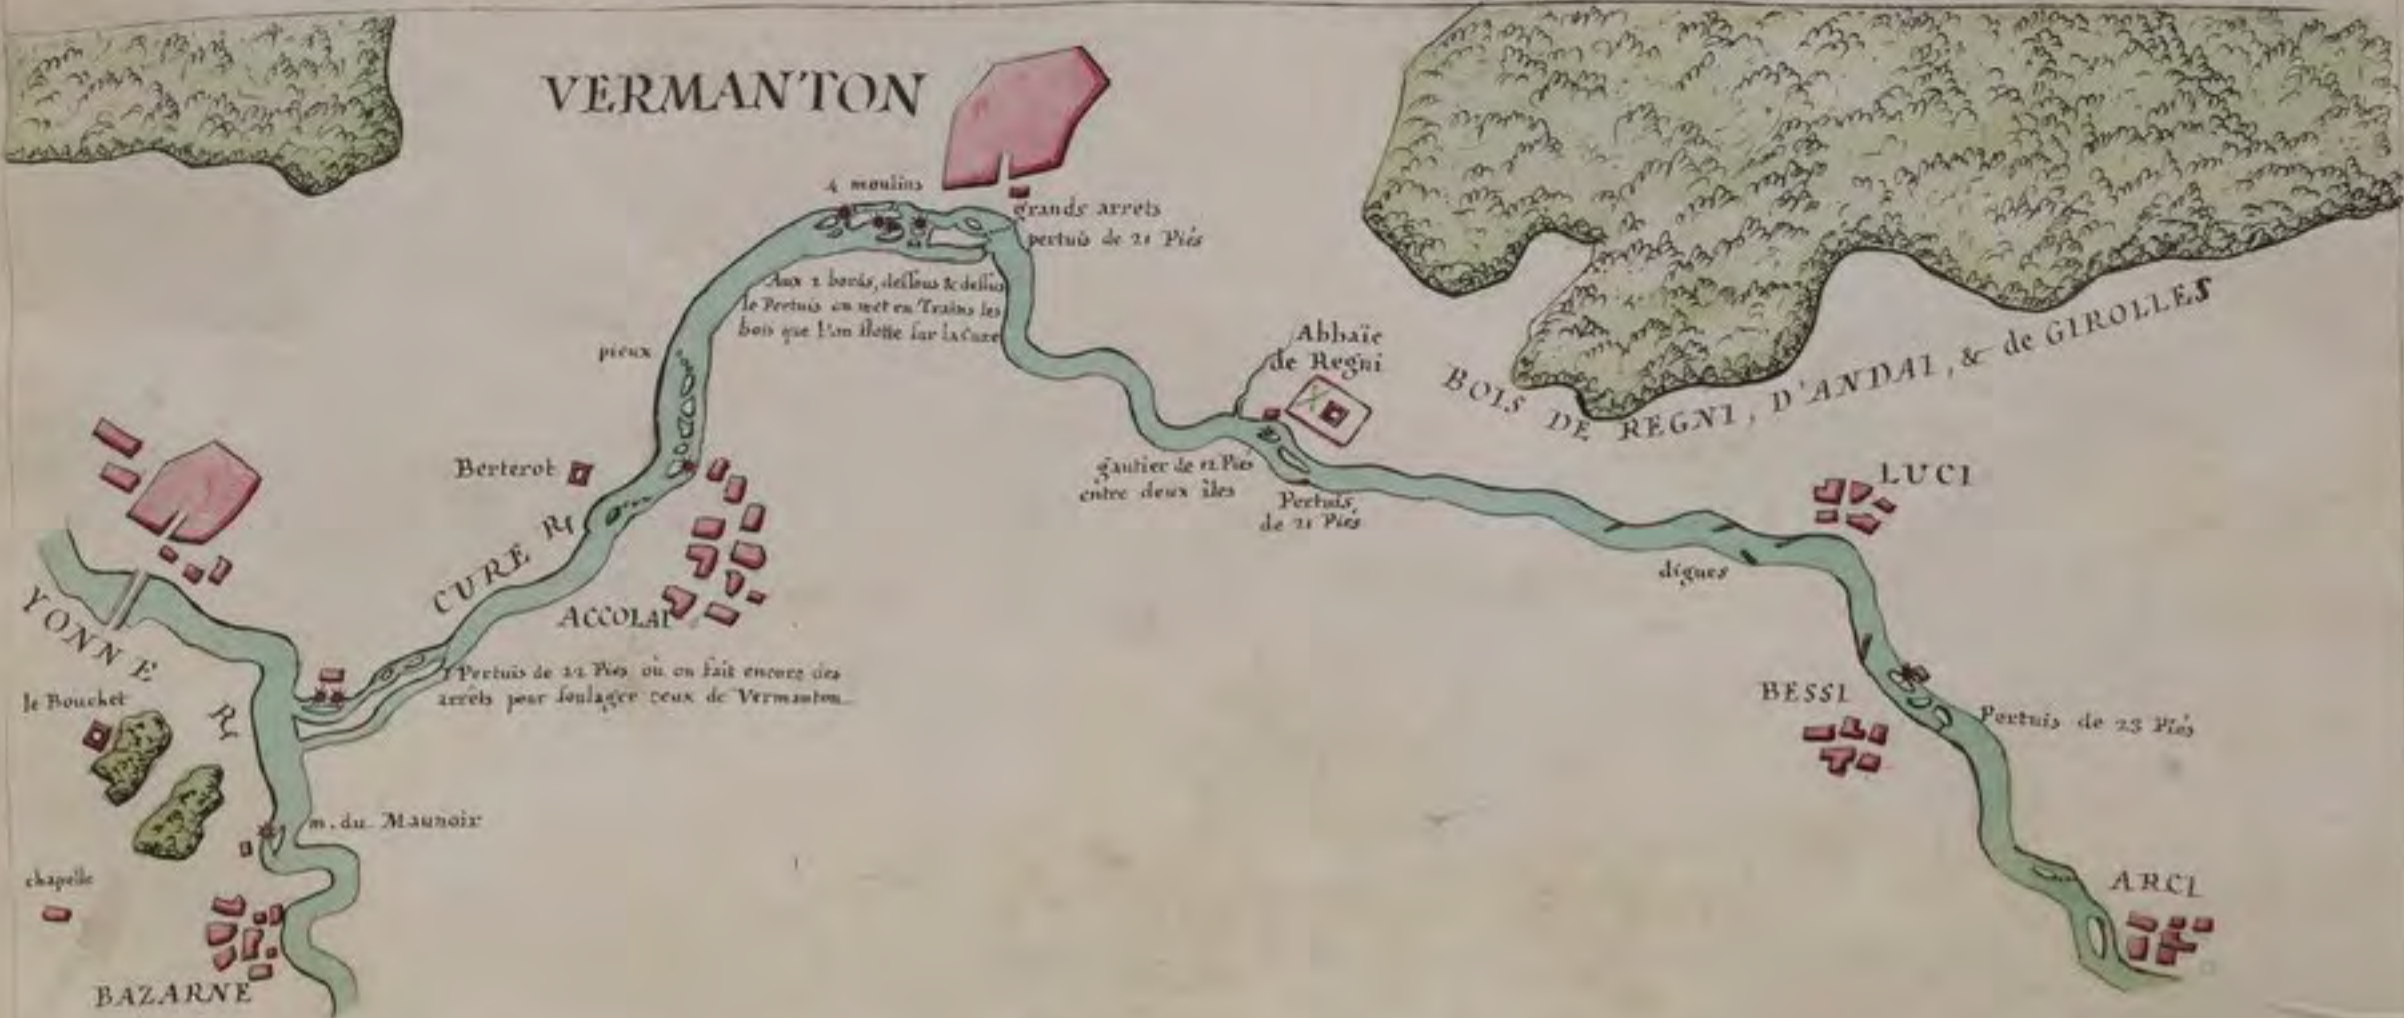 VERMANTON
4 moulins
grands arrets
pertuis de 21 Piés
Aux 2 bords, dessous & dessus
le Pertuis on met en Trains les
bois que l'on flotte sur la Cure
pieux
Abbaïe
de Regni
BOIS DE REGNI, D'ANDAI, & de GIROLLES
Berterot
gautier de 12 Piés
entre deux îles
Pertuis
de 21 Piés
LUCI
CURE R.
digues
ACCOLAI
YONNE R.
Pertuis de 22 Pies où on fait encore des
arrêts pour soulager ceux de Vermanton
le Bouchet
BESSI
Pertuis de 23 Piés
m. du Maunoir
chapelle
ARCI
BAZARNE